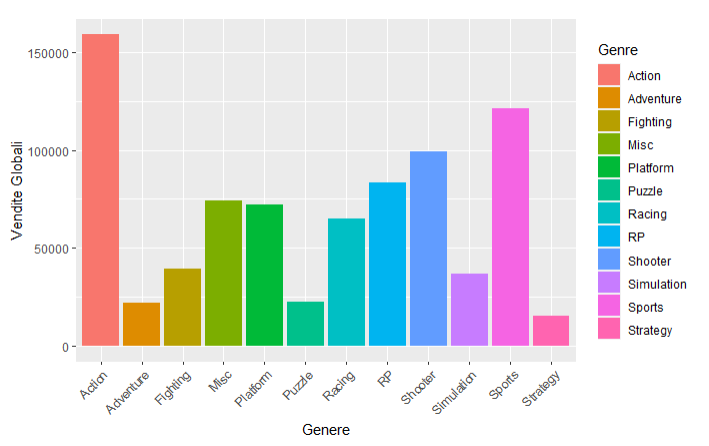 150000
100000
50000
0
Vendite Globali
Action
Adventure
Fighting
Misc
Platform
Puzzle
Racing
RP
Shooter
Simulation
Sports
Strategy
Genere
Genre
Action
Adventure
Fighting
Misc
Platform
Puzzle
Racing
RP
Shooter
Simulation
Sports
Strategy